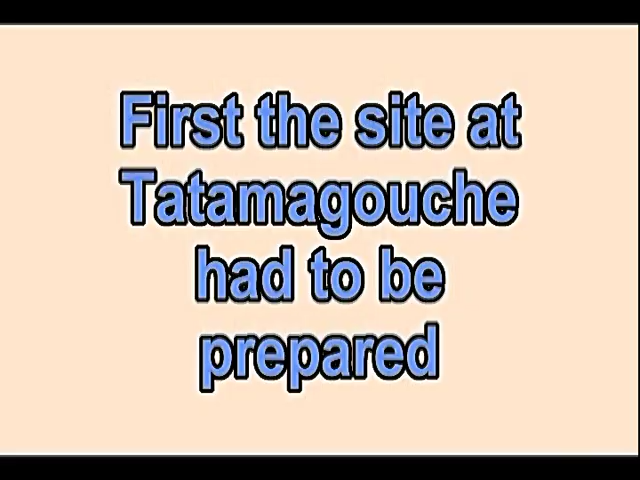 First the site at
Tatamagouche
had to be
prepared